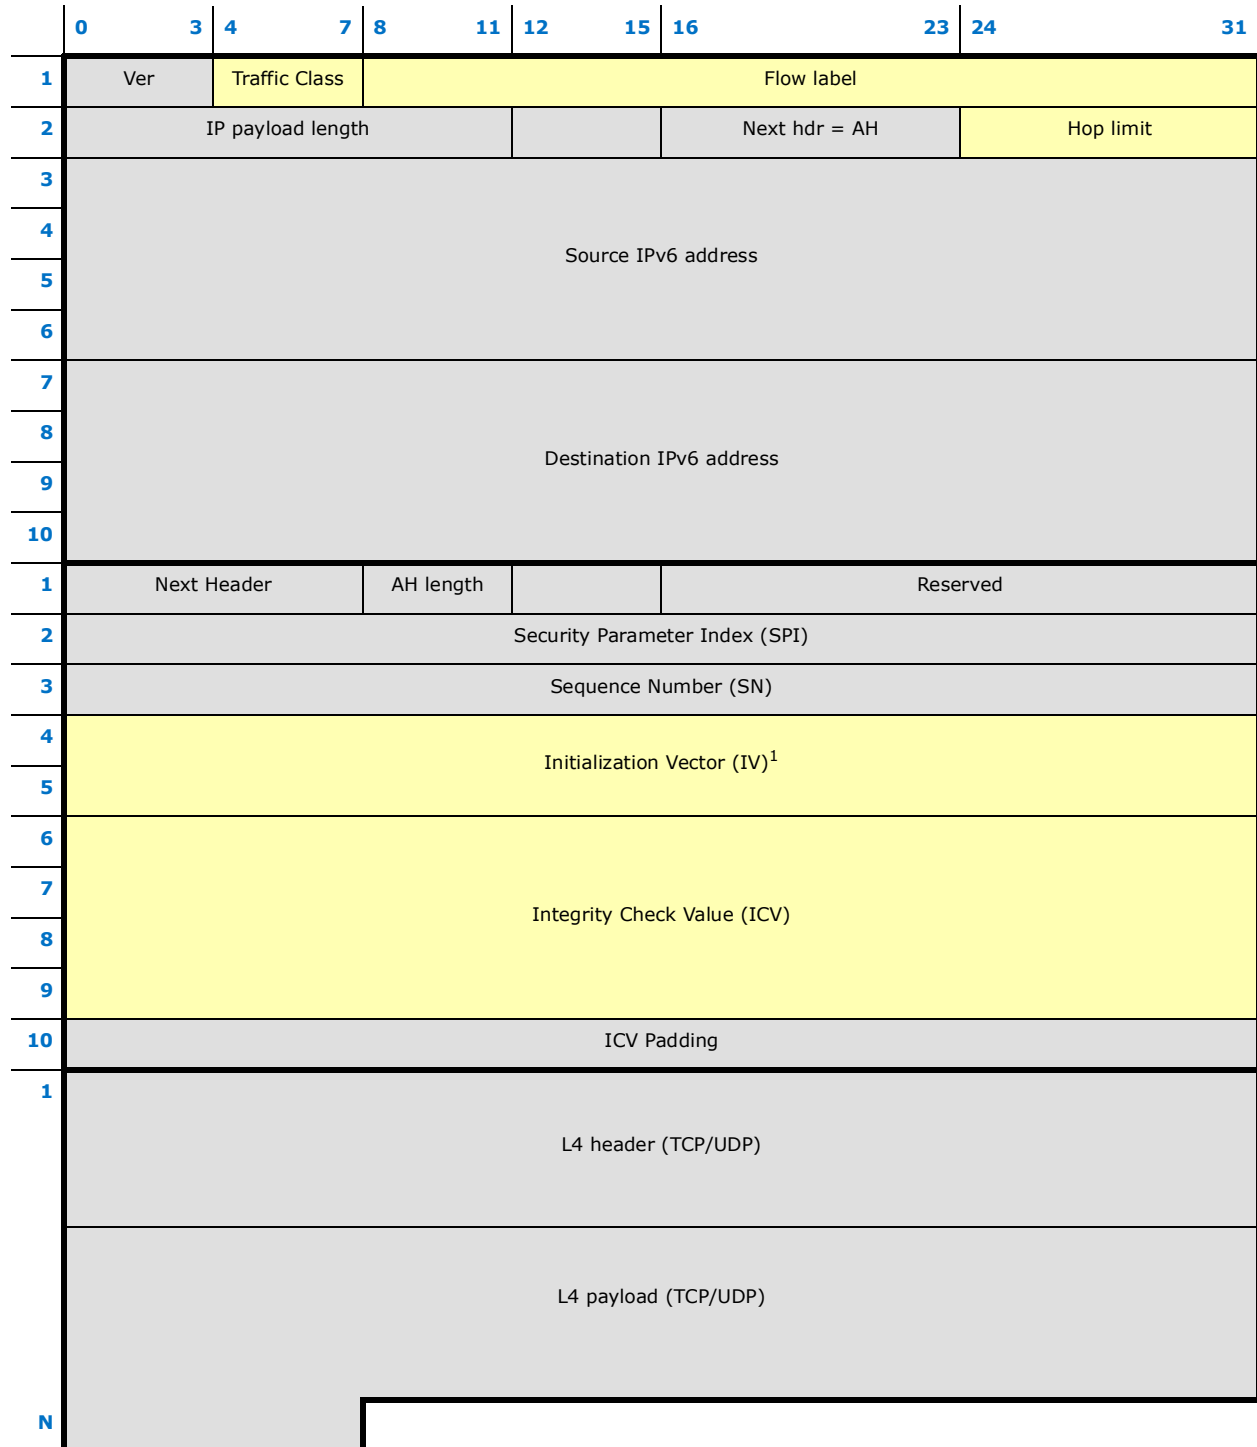 0 3 4 7 8 11 12 15 16 23 24 31
1 Ver Traffic Class Flow label
2 IP payload length Next hdr = AH Hop limit
3
4
Source IPv6 address
5
6
7
8
Destination IPv6 address
9
10
1 Next Header AH length Reserved
2 Security Parameter Index (SPI)
3 Sequence Number (SN)
4
Initialization Vector (IV)1
5
6
7
Integrity Check Value (ICV)
8
9
10 ICV Padding
1
L4 header (TCP/UDP)
L4 payload (TCP/UDP)
N